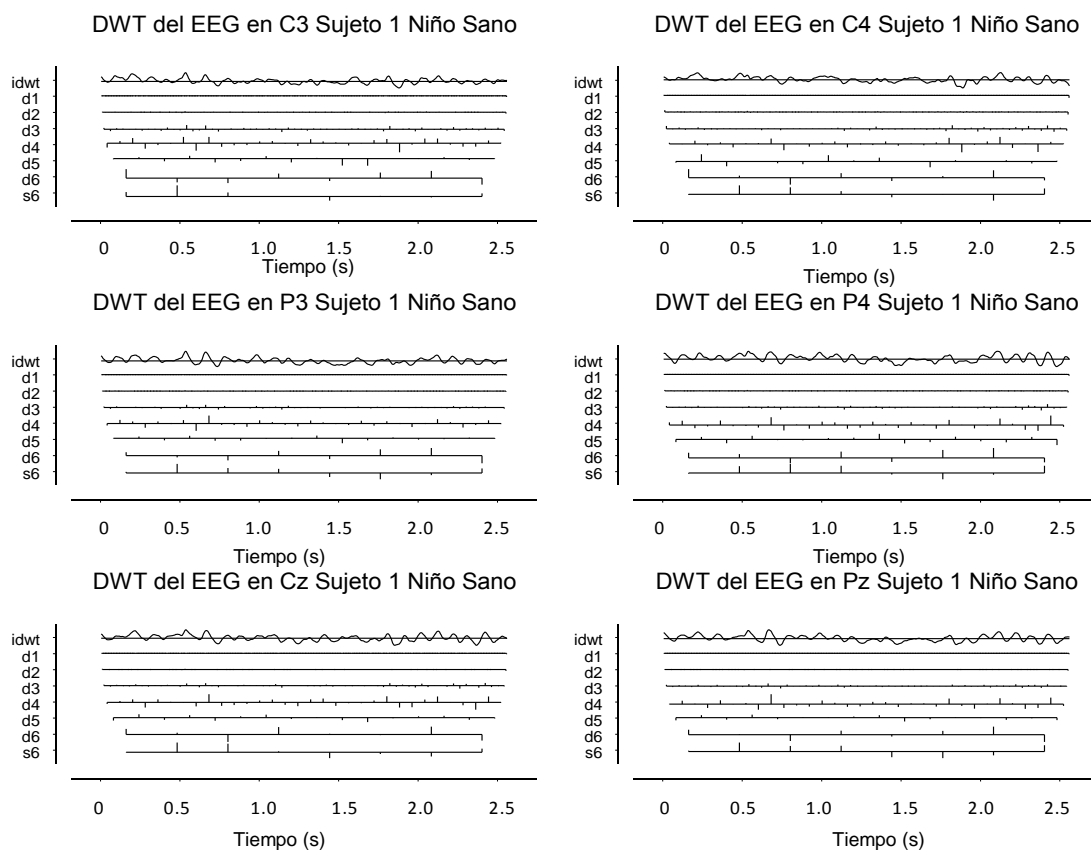 DWT del EEG en C3 Sujeto 1 Niño Sano
idwt
d1
d2
d3
d4
d5
d6
s6
0 0.5 1.0 1.5 2.0 2.5
Tiempo (s)
DWT del EEG en C4 Sujeto 1 Niño Sano
idwt
d1
d2
d3
d4
d5
d6
s6
0 0.5 1.0 1.5 2.0 2.5
Tiempo (s)
DWT del EEG en P3 Sujeto 1 Niño Sano
idwt
d1
d2
d3
d4
d5
d6
s6
0 0.5 1.0 1.5 2.0 2.5
Tiempo (s)
DWT del EEG en P4 Sujeto 1 Niño Sano
idwt
d1
d2
d3
d4
d5
d6
s6
0 0.5 1.0 1.5 2.0 2.5
Tiempo (s)
DWT del EEG en Cz Sujeto 1 Niño Sano
idwt
d1
d2
d3
d4
d5
d6
s6
0 0.5 1.0 1.5 2.0 2.5
Tiempo (s)
DWT del EEG en Pz Sujeto 1 Niño Sano
idwt
d1
d2
d3
d4
d5
d6
s6
0 0.5 1.0 1.5 2.0 2.5
Tiempo (s)